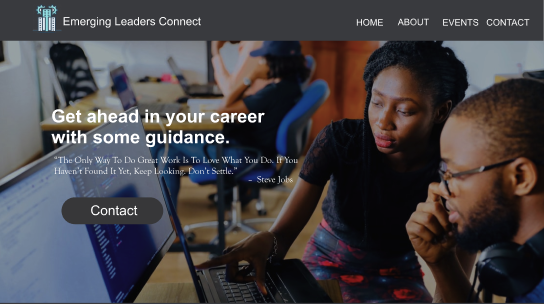 Emerging Leaders Connect
HOME ABOUT EVENTS CONTACT
Get ahead in your career
with some guidance.
“The Only Way To Do Great Work Is To Love What You Do. If You
Haven't Found It Yet, Keep Looking. Don't Settle.”
- Steve Jobs
Contact